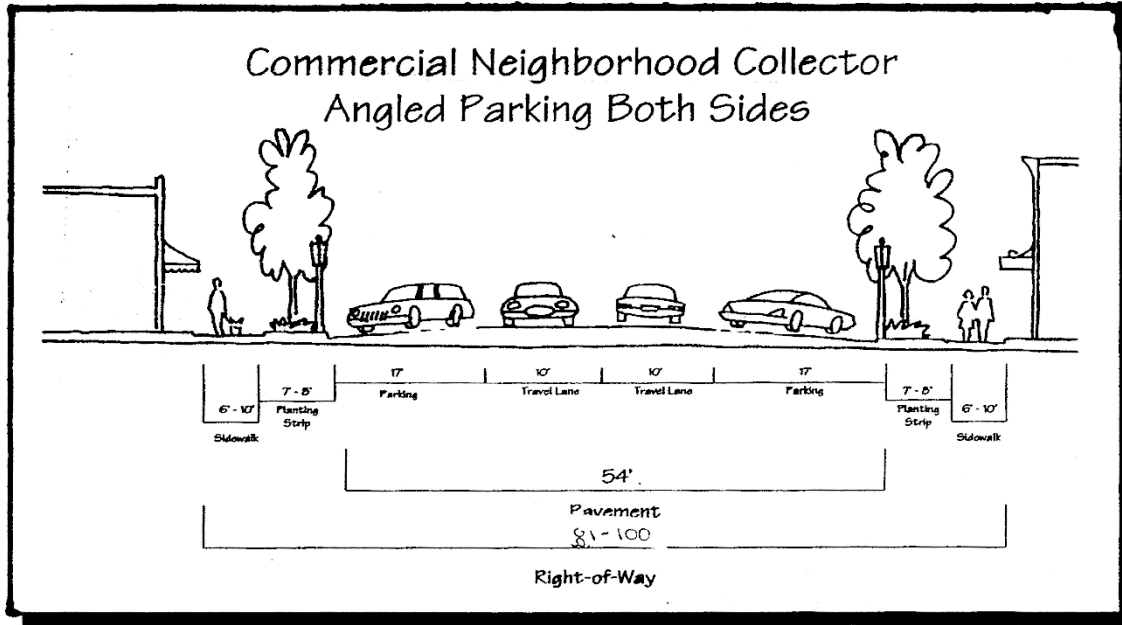 Commercial Neighborhood Collector
Angled Parking Both Sides
17' 10' 10' 17'
Parking Travel Lane Travel Lane Parking
7 - 8' 7 - 8'
Planting Strip Planting Strip
6' - 10' 6' - 10'
Sidewalk Sidewalk
54'
Pavement
81 - 100
Right-of-Way